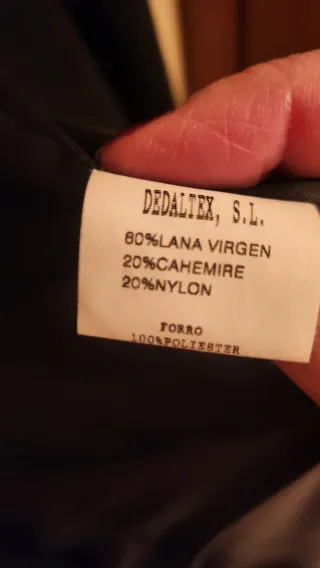 DEDALTEX, S.L.
60%LANA VIRGEN
20%CAHEMIRE
20%NYLON
FORRO
100%POLIESTER